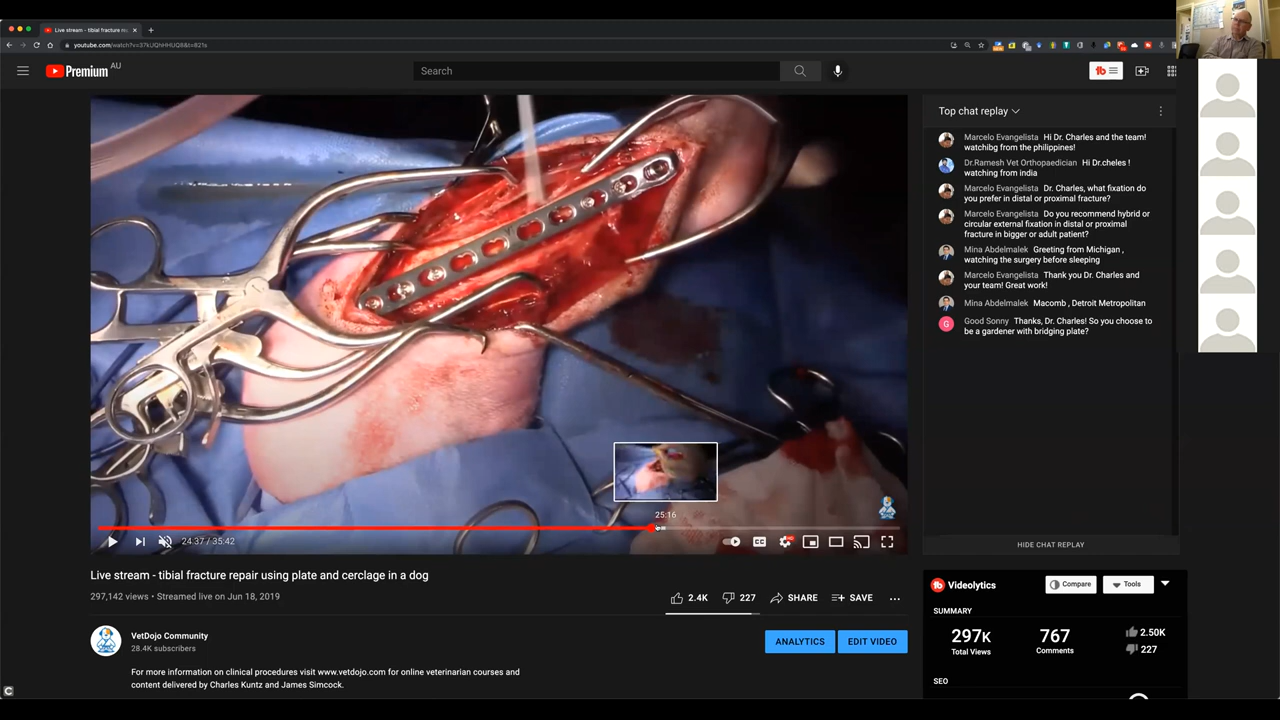 Live stream - tibial fracture rep
youtube.com/watch?v=37kUQhHHUQ8&t=821s
Premium AU
Search
Top chat replay
Marcelo Evangelista Hi Dr. Charles and the team!
watchibg from the philippines!
Dr.Ramesh Vet Orthopaedician Hi Dr.cheles !
watching from india
Marcelo Evangelista Dr. Charles, what fixation do
you prefer in distal or proximal fracture?
Marcelo Evangelista Do you recommend hybrid or
circular external fixation in distal or proximal
fracture in bigger or adult patient?
Mina Abdelmalek Greeting from Michigan ,
watching the surgery before sleeping
Marcelo Evangelista Thank you Dr. Charles and
your team! Great work!
Mina Abdelmalek Macomb , Detroit Metropolitan
G Good Sonny Thanks, Dr. Charles! So you choose to
be a gardener with bridging plate?
HIDE CHAT REPLAY
25:16
24:37 / 35:42
CC
Live stream - tibial fracture repair using plate and cerclage in a dog
297,142 views • Streamed live on Jun 18, 2019
2.4K 227 SHARE SAVE
VetDojo Community
28.4K subscribers
ANALYTICS EDIT VIDEO
For more information on clinical procedures visit www.vetdojo.com for online veterinary courses and
content delivered by Charles Kuntz and James Simcock.
tb Videolytics Compare Tools
SUMMARY
297K 767 2.50K
Total Views Comments 227
SEO